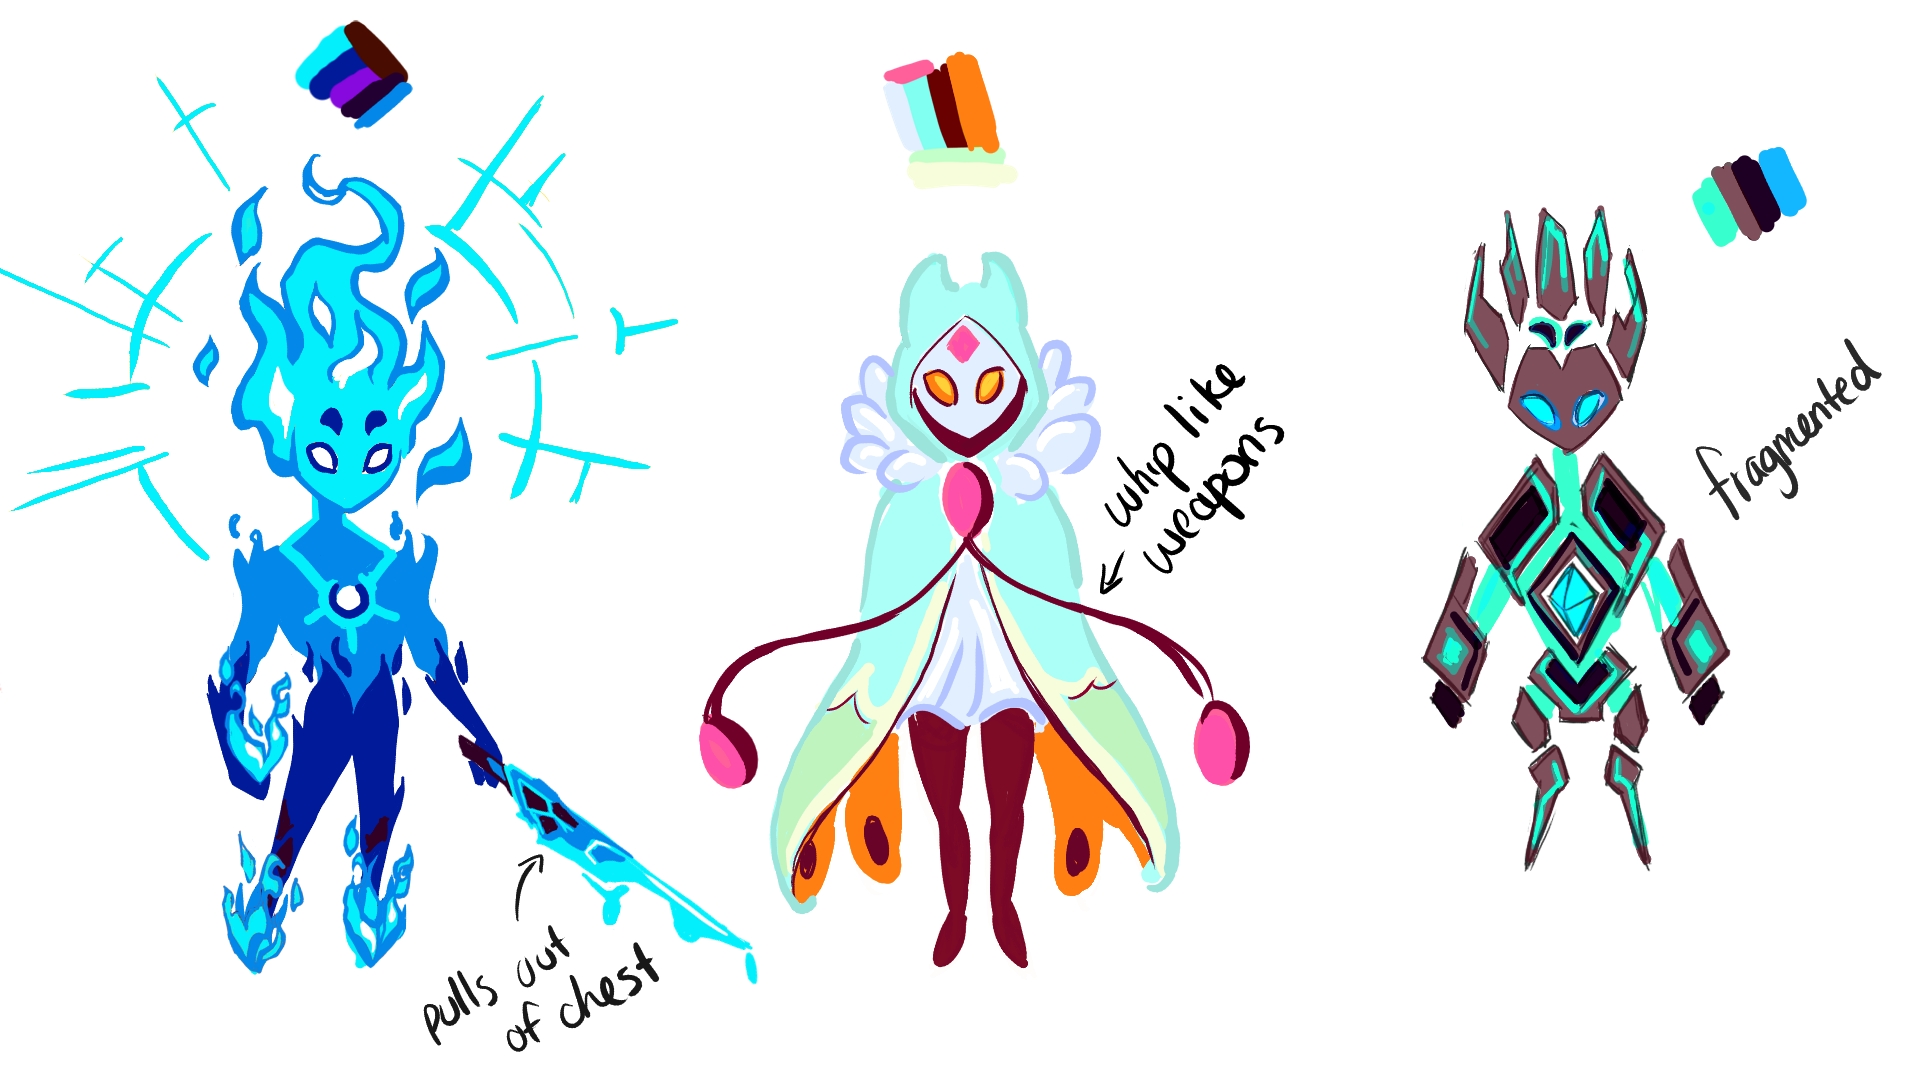 pulls out
of chest
whip like
weapons
fragmented